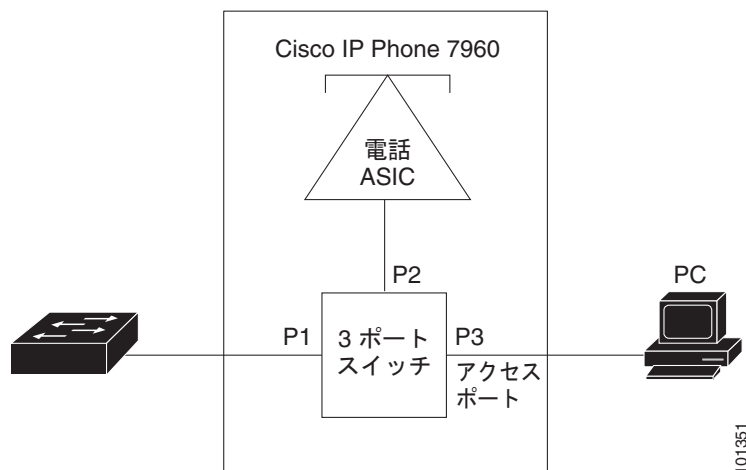 Cisco IP Phone 7960
電話
ASIC
P2
PC
P1
3 ポート
スイッチ
P3
アクセス
ポート
101351